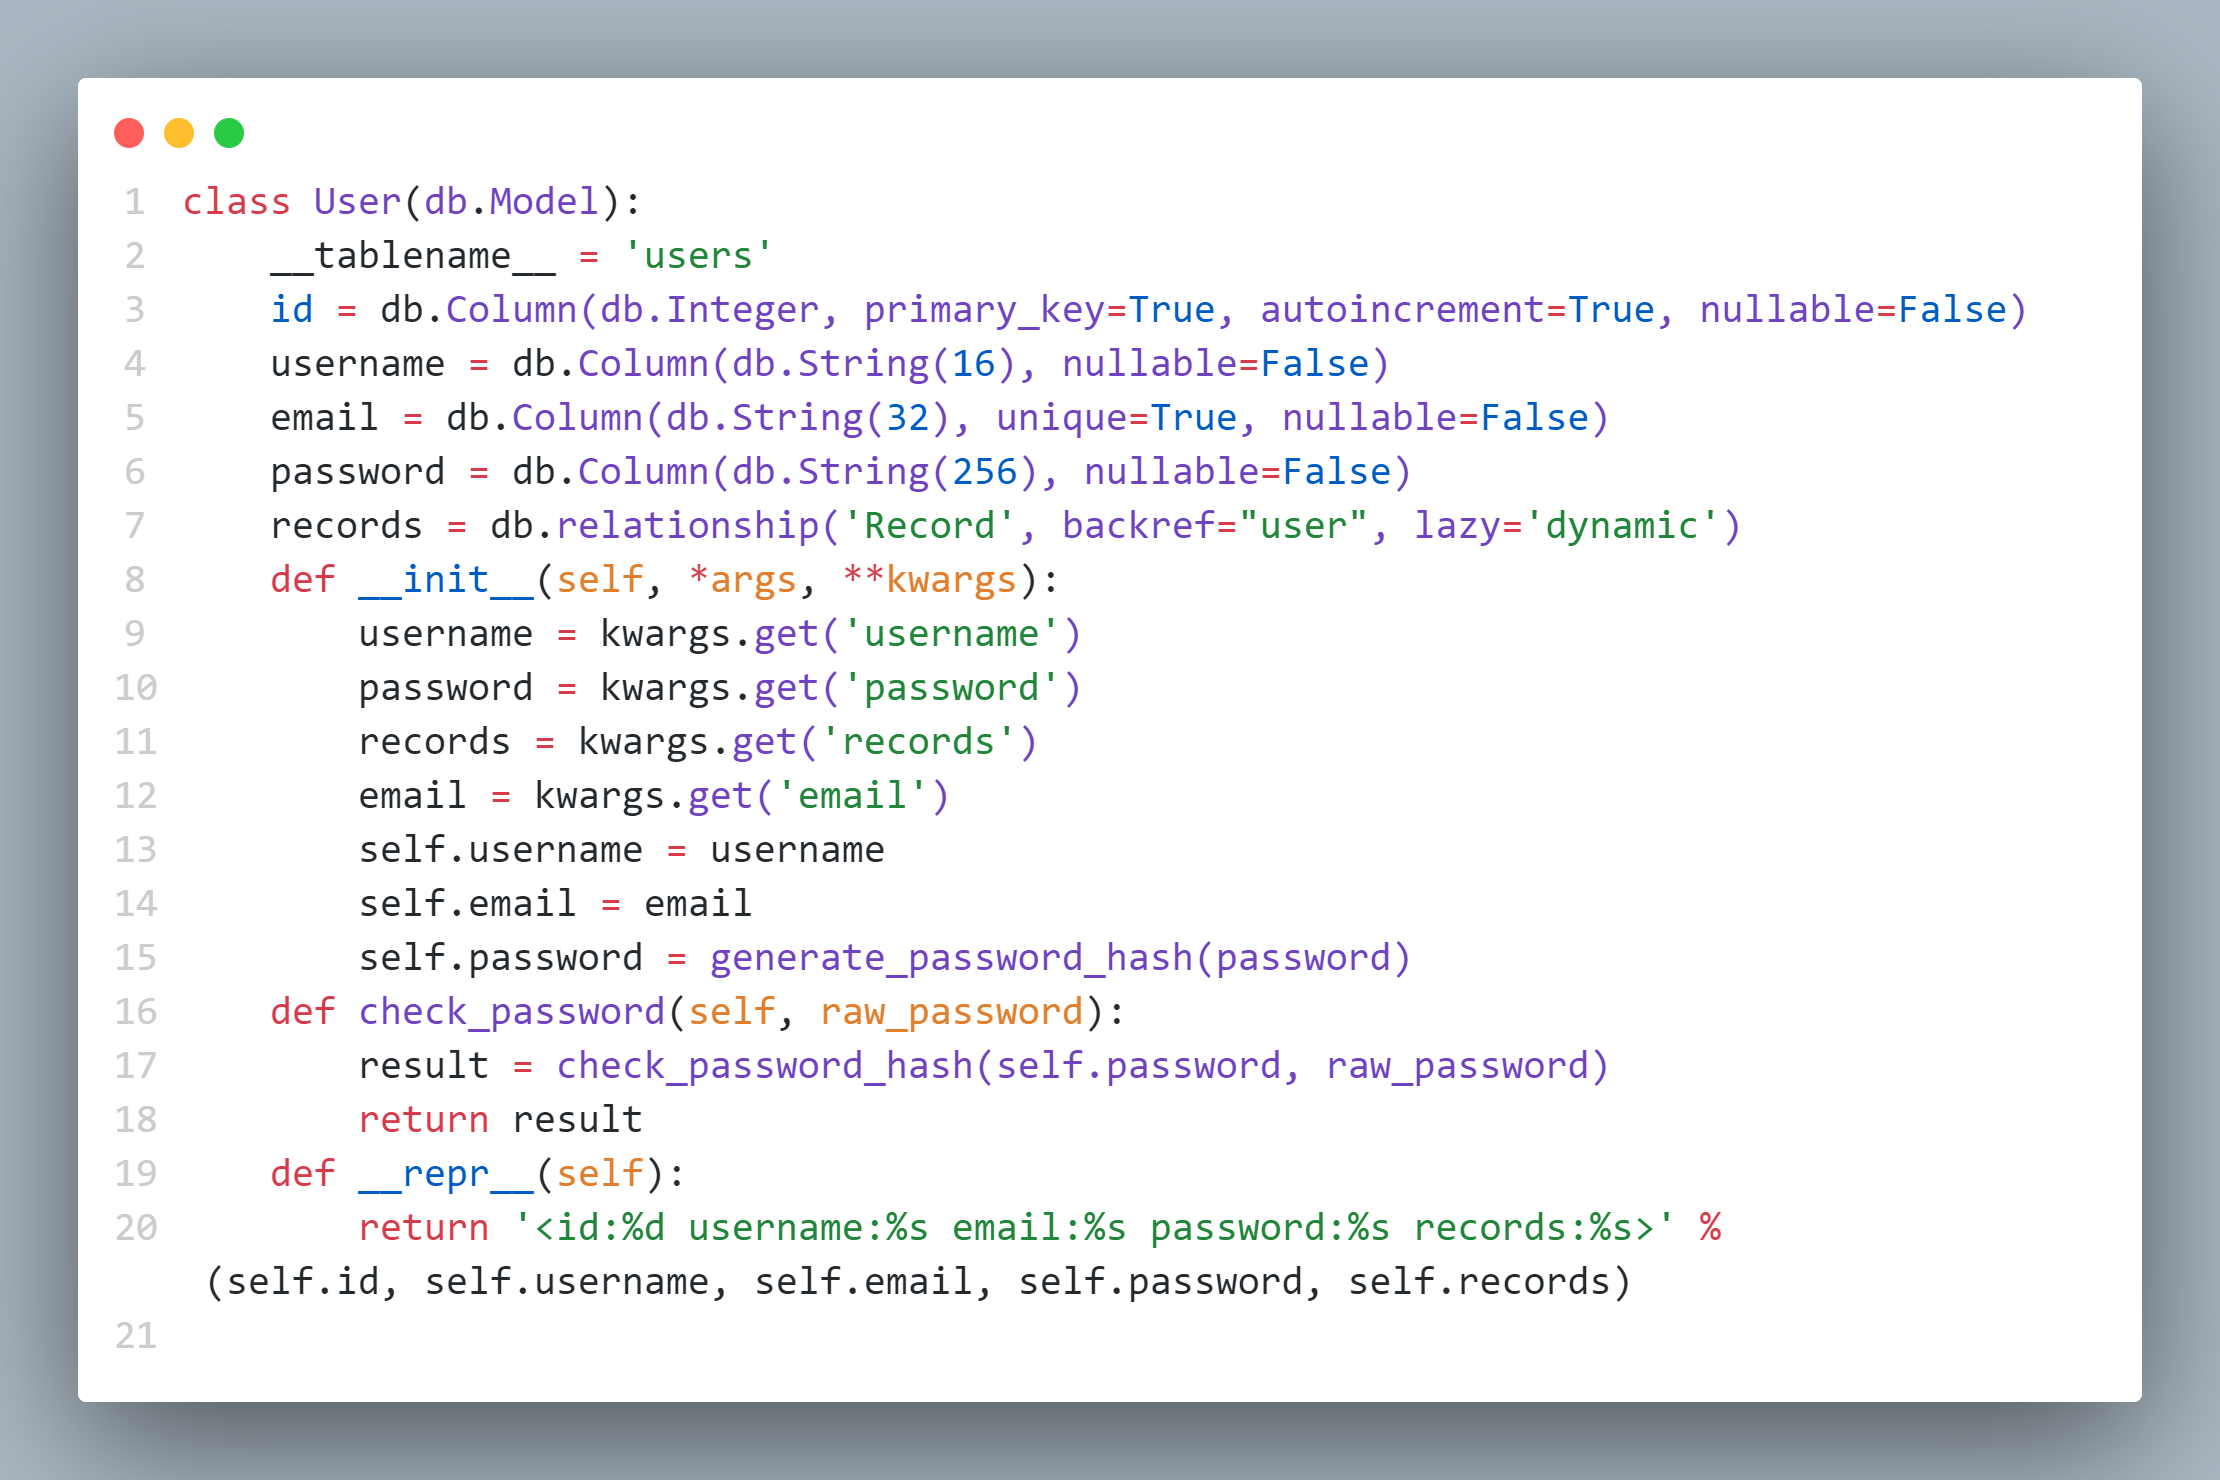 1 class User(db.Model):
2     __tablename__ = 'users'
3     id = db.Column(db.Integer, primary_key=True, autoincrement=True, nullable=False)
4     username = db.Column(db.String(16), nullable=False)
5     email = db.Column(db.String(32), unique=True, nullable=False)
6     password = db.Column(db.String(256), nullable=False)
7     records = db.relationship('Record', backref="user", lazy='dynamic')
8     def __init__(self, *args, **kwargs):
9         username = kwargs.get('username')
10         password = kwargs.get('password')
11         records = kwargs.get('records')
12         email = kwargs.get('email')
13         self.username = username
14         self.email = email
15         self.password = generate_password_hash(password)
16     def check_password(self, raw_password):
17         result = check_password_hash(self.password, raw_password)
18         return result
19     def __repr__(self):
20         return '<id:%d username:%s email:%s password:%s records:%s>' %
(self.id, self.username, self.email, self.password, self.records)
21